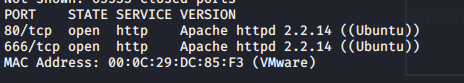 PORT    STATE SERVICE VERSION
80/tcp  open  http    Apache httpd 2.2.14 ((Ubuntu))
666/tcp open  http    Apache httpd 2.2.14 ((Ubuntu))
MAC Address: 00:0C:29:DC:85:F3 (VMware)